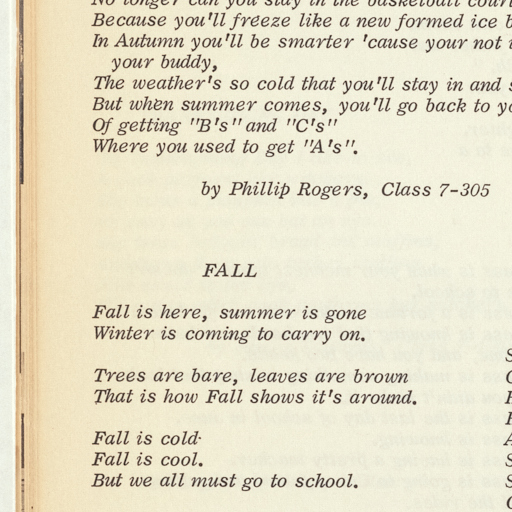 No longer can you stay in the basketball
Because you'll freeze like a new formed ice
In Autumn you'll be smarter 'cause your not
your buddy,
The weather's so cold that you'll stay in and
But when summer comes, you'll go back to
Of getting "B's" and "C's"
Where you used to get "A's".
by Phillip Rogers, Class 7-305
FALL
Fall is here, summer is gone
Winter is coming to carry on.
Trees are bare, leaves are brown
That is how Fall shows it's around.
Fall is cold
Fall is cool.
But we all must go to school.